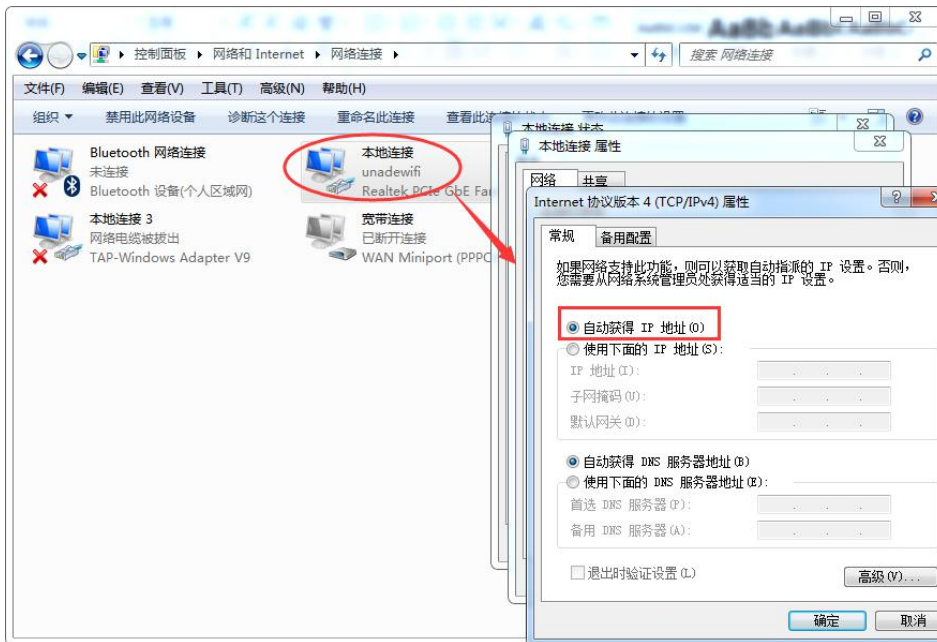 控制面板 网络和 Internet 网络连接
搜索 网络连接
文件(F) 编辑(E) 查看(V) 工具(T) 高级(N) 帮助(H)
组织 禁用此网络设备 诊断这个连接 重命名此连接
Bluetooth 网络连接
未连接
Bluetooth 设备(个人区域网)
本地连接
unadewifi
Realtek PCIe GbE
本地连接 3
网络电缆被拔出
TAP-Windows Adapter V9
宽带连接
已断开连接
WAN Miniport (PPPO
本地连接 状态
本地连接 属性
网络 共享
Internet 协议版本 4 (TCP/IPv4) 属性
常规 备用配置
如果网络支持此功能，则可以获取自动指派的 IP 设置。否则，
您需要从网络系统管理员处获得适当的 IP 设置。
自动获得 IP 地址(O)
使用下面的 IP 地址(S):
IP 地址(I):
子网掩码(U):
默认网关(D):
自动获得 DNS 服务器地址(B)
使用下面的 DNS 服务器地址(E):
首选 DNS 服务器(P):
备用 DNS 服务器(A):
退出时验证设置(L)
高级(V)...
确定 取消